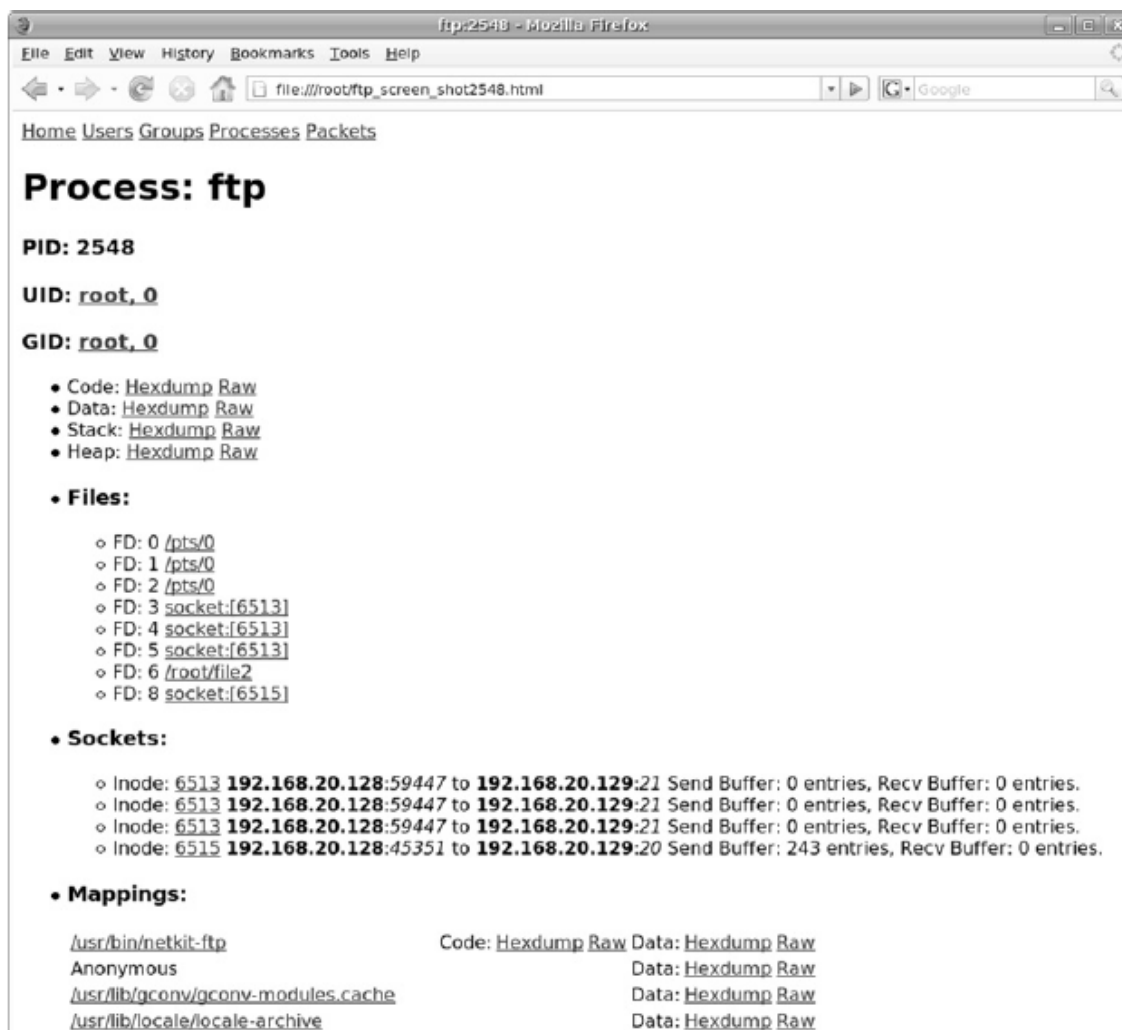 ftp:2548 - Mozilla Firefox
File Edit View History Bookmarks Tools Help
file:///root/ftp_screen_shot2548.html
Google
Home Users Groups Processes Packets
Process: ftp
PID: 2548
UID: root, 0
GID: root, 0
• Code: Hexdump Raw
• Data: Hexdump Raw
• Stack: Hexdump Raw
• Heap: Hexdump Raw
• Files:
◦ FD: 0 /pts/0
◦ FD: 1 /pts/0
◦ FD: 2 /pts/0
◦ FD: 3 socket:[6513]
◦ FD: 4 socket:[6513]
◦ FD: 5 socket:[6513]
◦ FD: 6 /root/file2
◦ FD: 8 socket:[6515]
• Sockets:
◦ Inode: 6513 192.168.20.128:59447 to 192.168.20.129:21 Send Buffer: 0 entries, Recv Buffer: 0 entries.
◦ Inode: 6513 192.168.20.128:59447 to 192.168.20.129:21 Send Buffer: 0 entries, Recv Buffer: 0 entries.
◦ Inode: 6513 192.168.20.128:59447 to 192.168.20.129:21 Send Buffer: 0 entries, Recv Buffer: 0 entries.
◦ Inode: 6515 192.168.20.128:45351 to 192.168.20.129:20 Send Buffer: 243 entries, Recv Buffer: 0 entries.
• Mappings:
/usr/bin/netkit-ftp Code: Hexdump Raw Data: Hexdump Raw
Anonymous Data: Hexdump Raw
/usr/lib/gconv/gconv-modules.cache Data: Hexdump Raw
/usr/lib/locale/locale-archive Data: Hexdump Raw